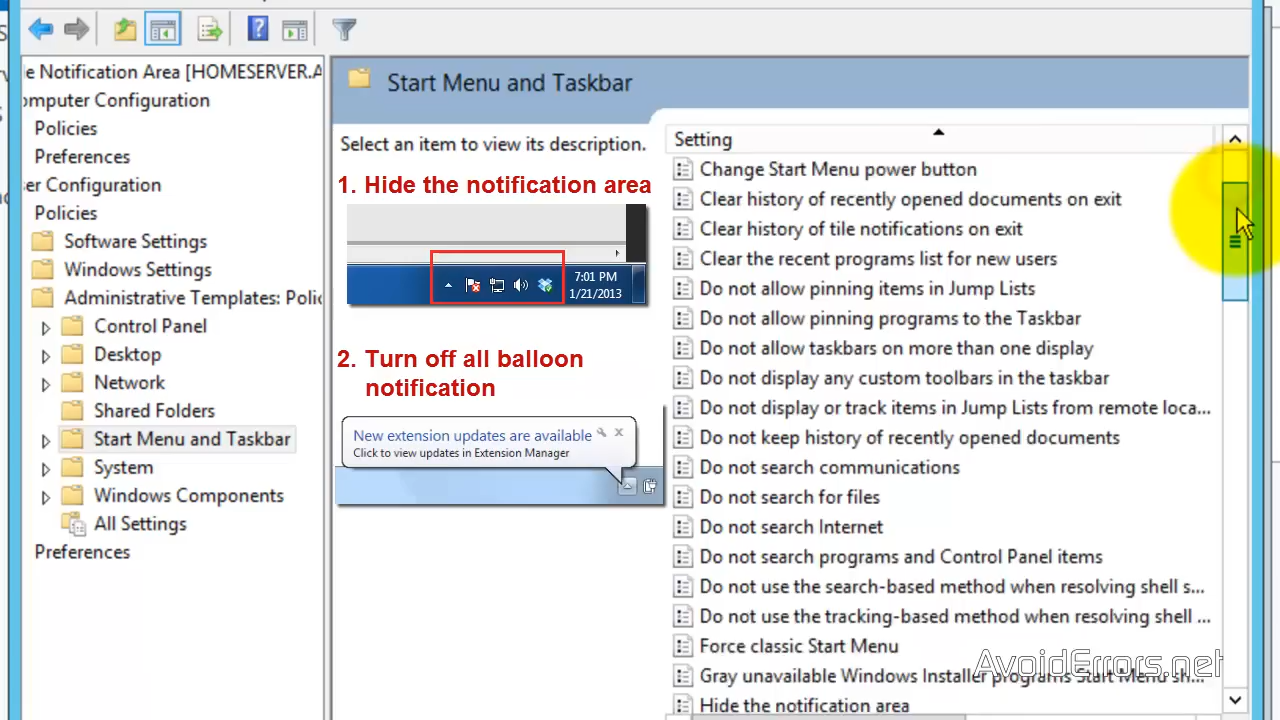 le Notification Area [HOMESERVER.A
omputer Configuration
Policies
Preferences
er Configuration
Policies
Software Settings
Windows Settings
Administrative Templates: Polic
Control Panel
Desktop
Network
Shared Folders
Start Menu and Taskbar
System
Windows Components
All Settings
Preferences
Start Menu and Taskbar
Select an item to view its description.
1. Hide the notification area
7:01 PM
1/21/2013
2. Turn off all balloon
notification
New extension updates are available
Click to view updates in Extension Manager
Setting
Change Start Menu power button
Clear history of recently opened documents on exit
Clear history of tile notifications on exit
Clear the recent programs list for new users
Do not allow pinning items in Jump Lists
Do not allow pinning programs to the Taskbar
Do not allow taskbars on more than one display
Do not display any custom toolbars in the taskbar
Do not display or track items in Jump Lists from remote loca...
Do not keep history of recently opened documents
Do not search communications
Do not search for files
Do not search Internet
Do not search programs and Control Panel items
Do not use the search-based method when resolving shell s...
Do not use the tracking-based method when resolving shell ...
Force classic Start Menu
Gray unavailable Windows Installer programs Start Menu sh...
Hide the notification area
AvoidErrors.net